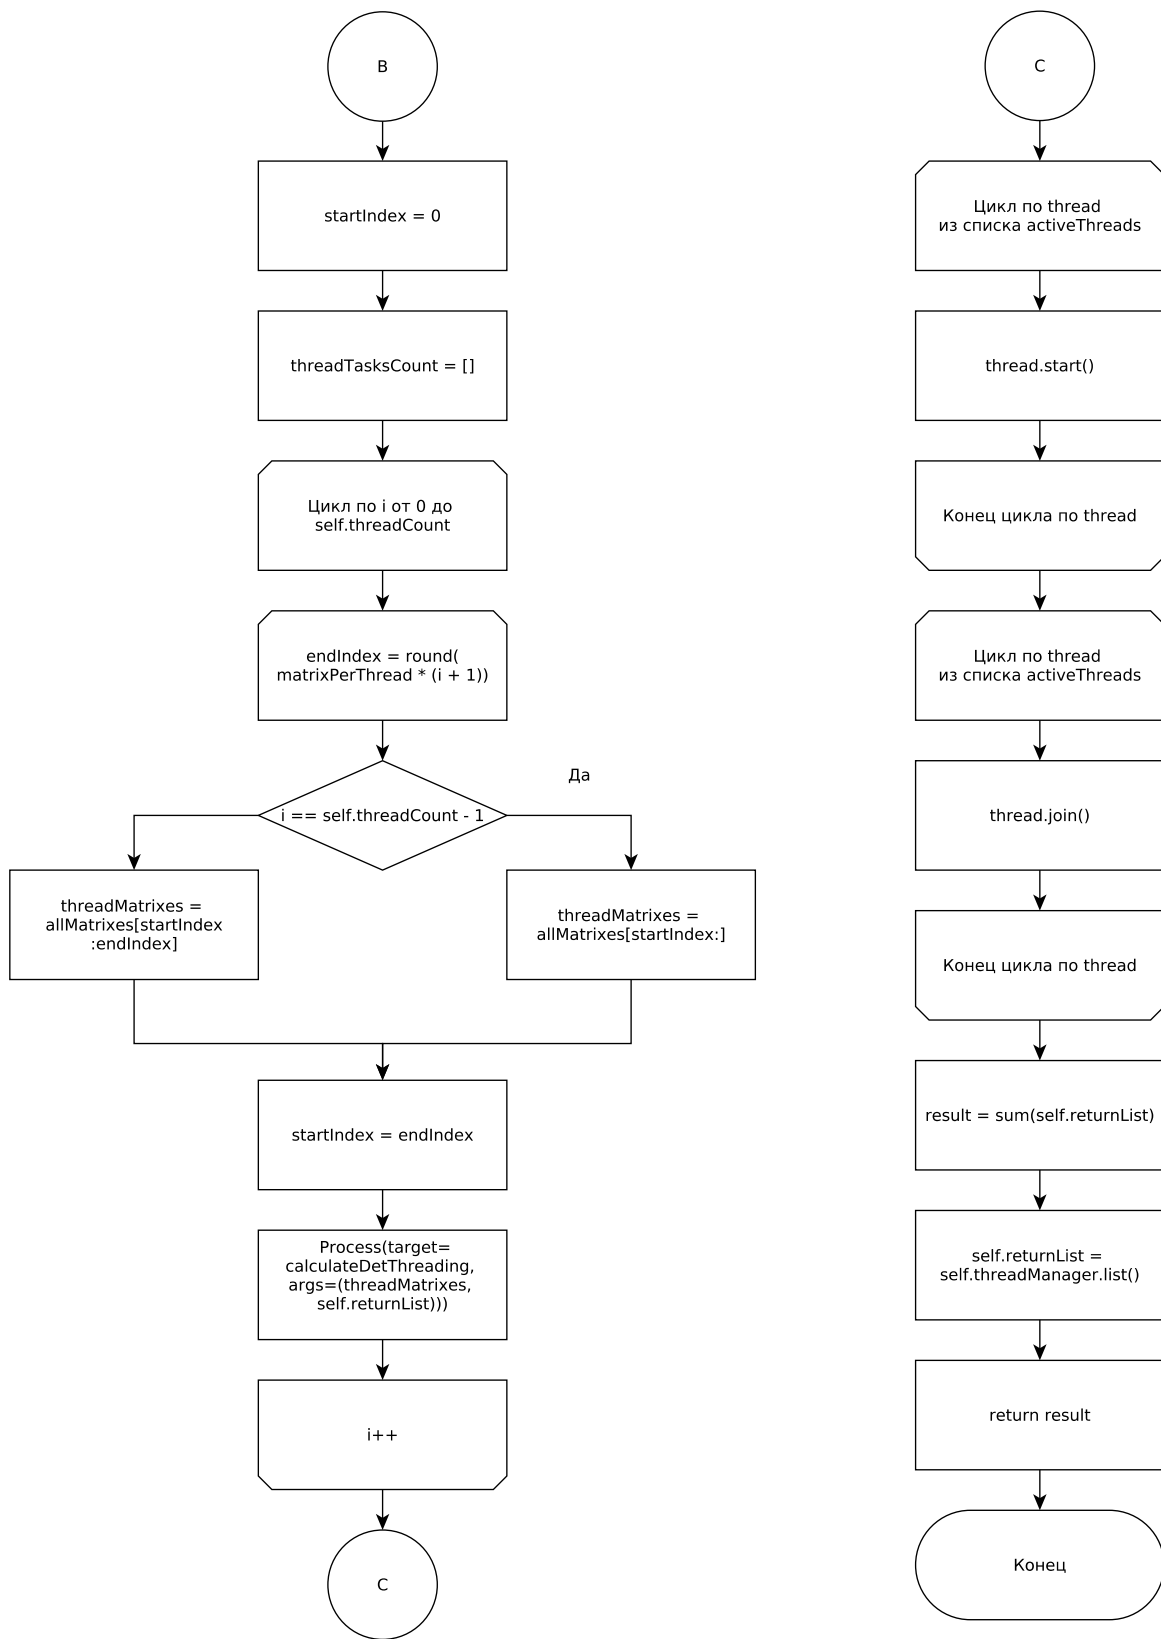 B
startIndex = 0
threadTasksCount = []
Цикл по i от 0 до
self.threadCount
endIndex = round(
matrixPerThread * (i + 1))
Да
i == self.threadCount - 1
threadMatrixes =
allMatrixes[startIndex
:endIndex]
threadMatrixes =
allMatrixes[startIndex:]
startIndex = endIndex
Process(target=
calculateDetThreading,
args=(threadMatrixes,
self.returnList)))
i++
C
C
Цикл по thread
из списка activeThreads
thread.start()
Конец цикла по thread
Цикл по thread
из списка activeThreads
thread.join()
Конец цикла по thread
result = sum(self.returnList)
self.returnList =
self.threadManager.list()
return result
Конец